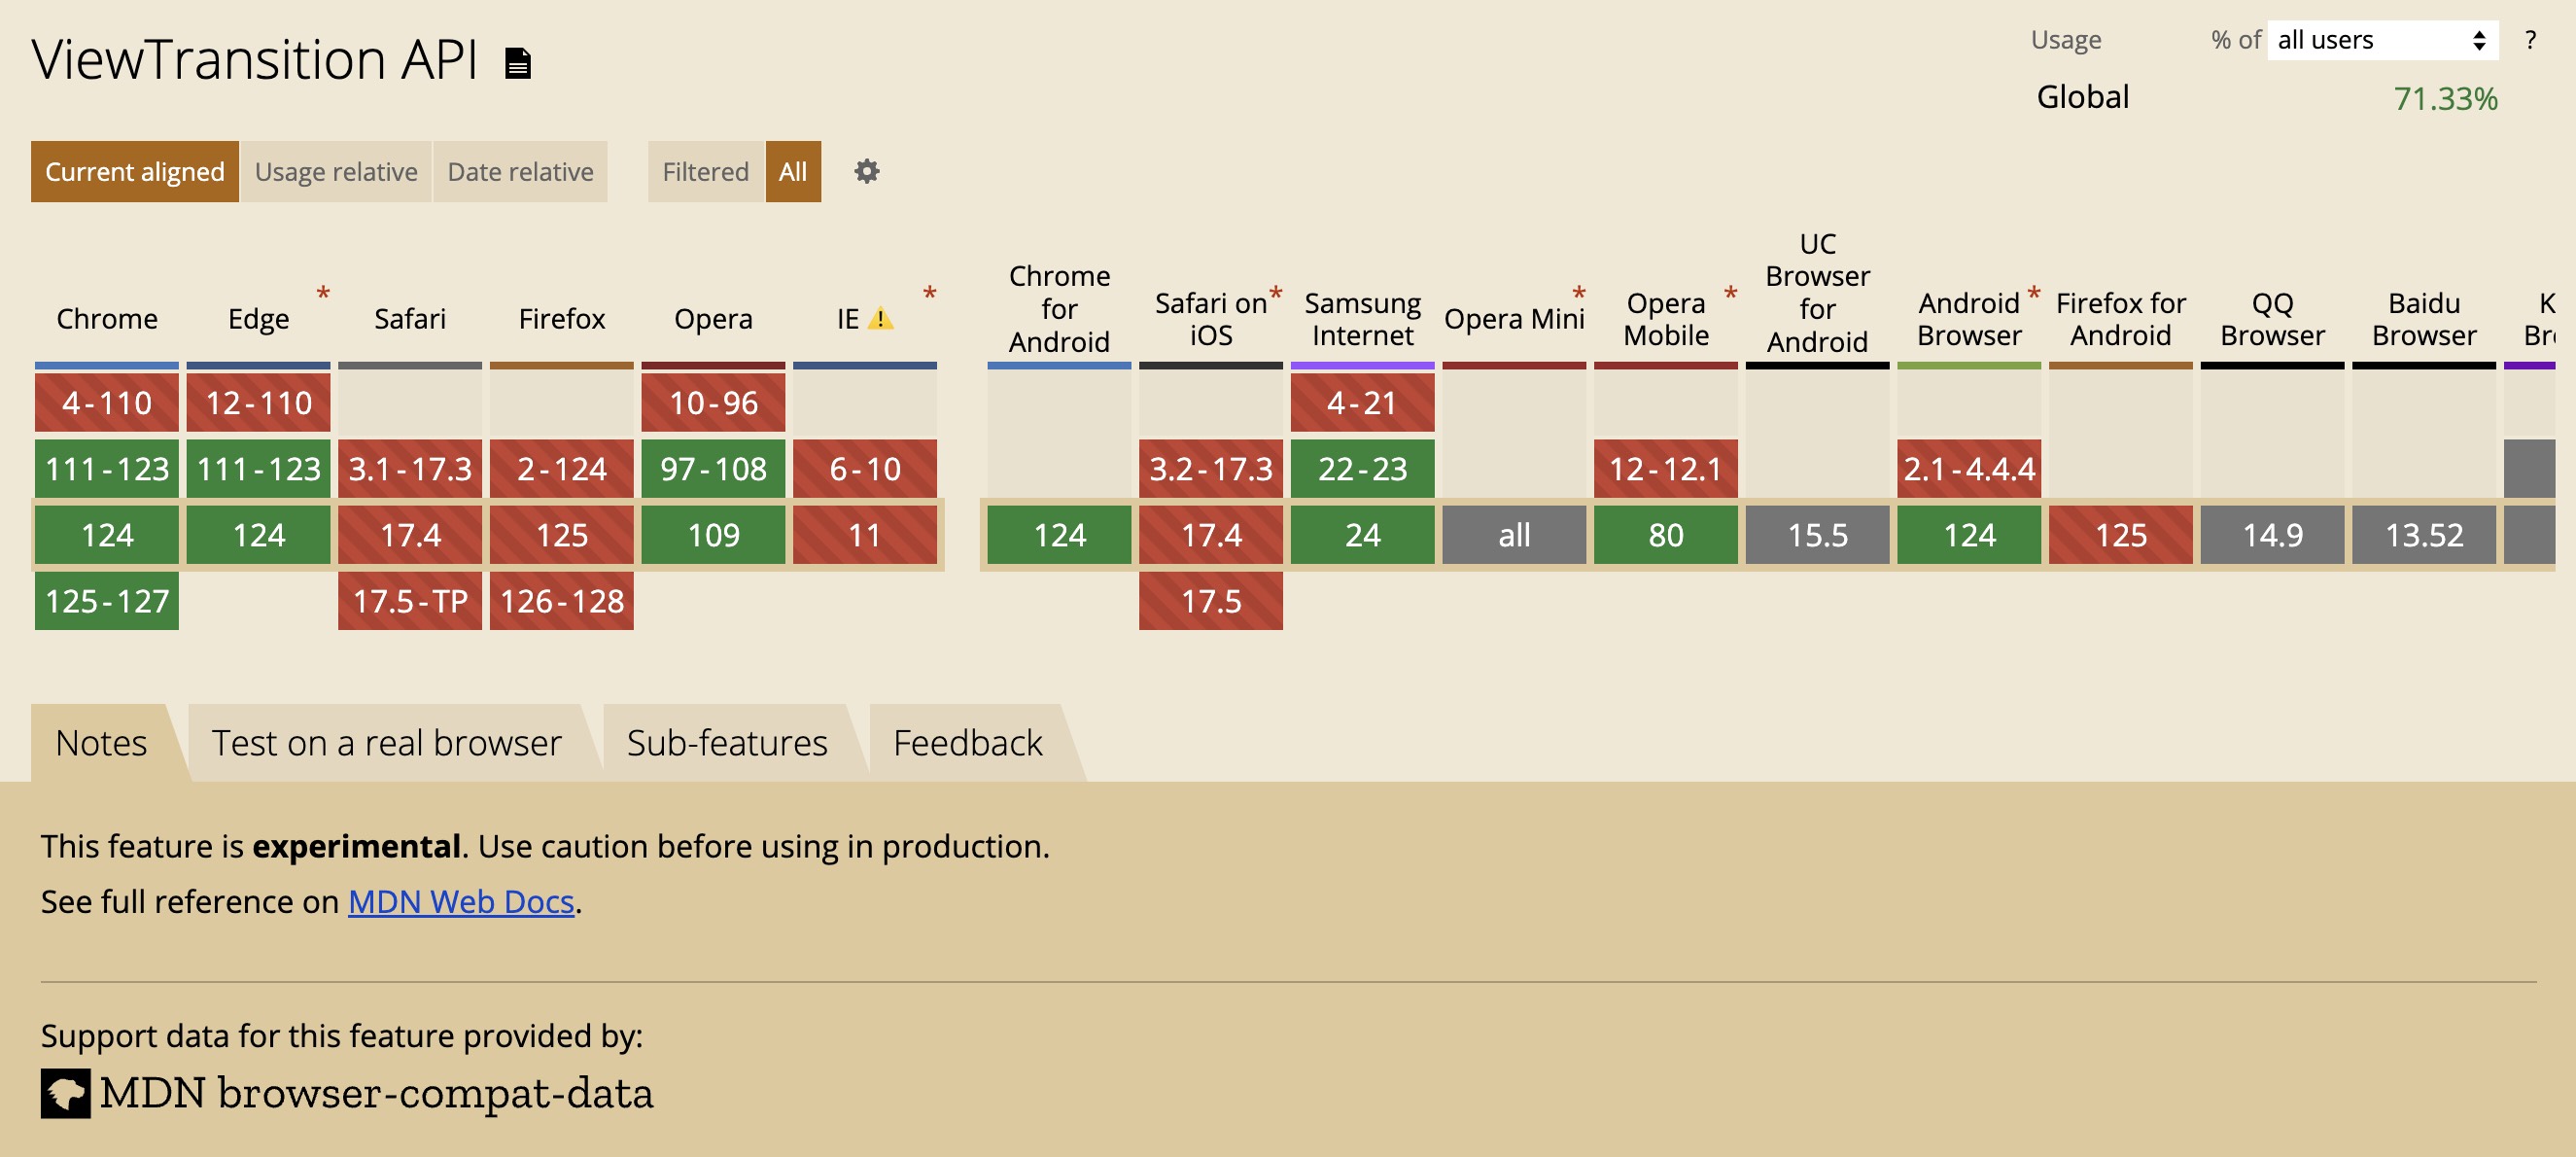 ViewTransition API
Usage % of all users ?
Global 71.33%
Current aligned Usage relative Date relative Filtered All
Chrome Edge * Safari Firefox Opera IE *
Chrome for Android Safari on iOS * Samsung Internet Opera Mini * Opera Mobile * UC Browser for Android Android Browser * Firefox for Android QQ Browser Baidu Browser
4-110 12-110 10-96 4-21
111-123 111-123 3.1-17.3 2-124 97-108 6-10 3.2-17.3 22-23 12-12.1 2.1-4.4.4
124 124 17.4 125 109 11 124 17.4 24 all 80 15.5 124 125 14.9 13.52
125-127 17.5-TP 126-128 17.5
Notes Test on a real browser Sub-features Feedback
This feature is experimental. Use caution before using in production.
See full reference on MDN Web Docs.
Support data for this feature provided by:
MDN browser-compat-data